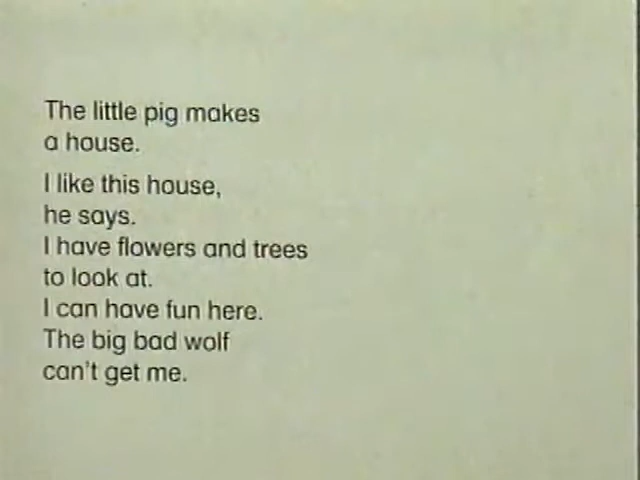 The little pig makes
a house.
I like this house,
he says.
I have flowers and trees
to look at.
I can have fun here.
The big bad wolf
can't get me.